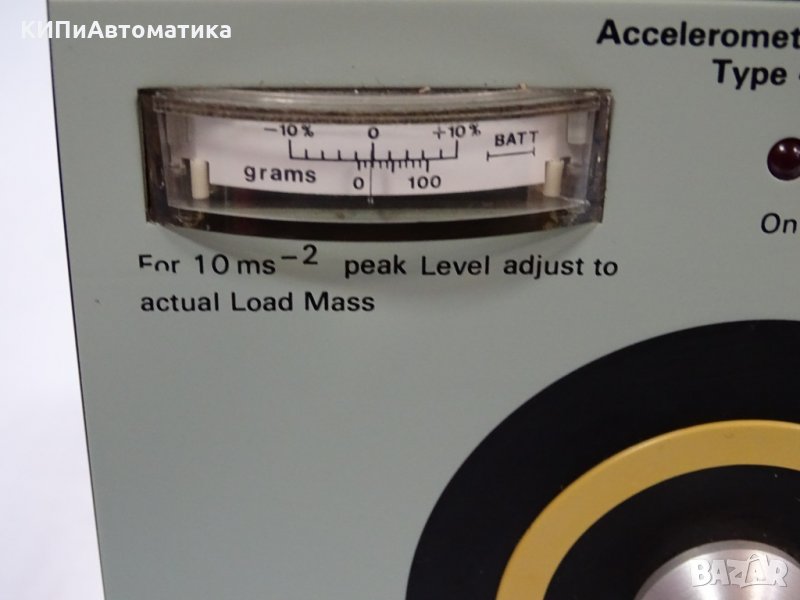 КИПиАвтоматика
Acceleromet
Type
-10% 0 +10% BATT
grams 0 100
On
For 10 ms⁻² peak Level adjust to
actual Load Mass
BAZAR